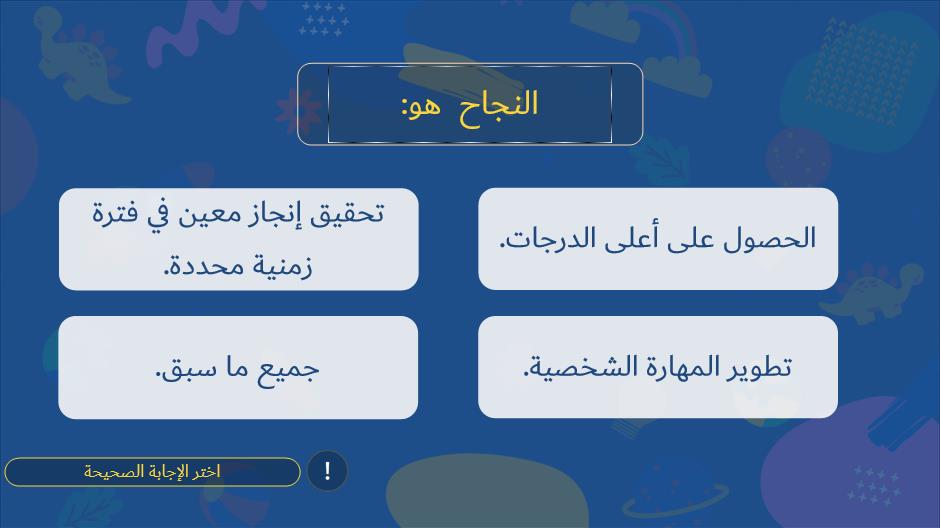 النجاح هو:
الحصول على أعلى الدرجات.
تحقيق إنجاز معين في فترة
زمنية محددة.
تطوير المهارة الشخصية.
جميع ما سبق.
!
اختر الإجابة الصحيحة